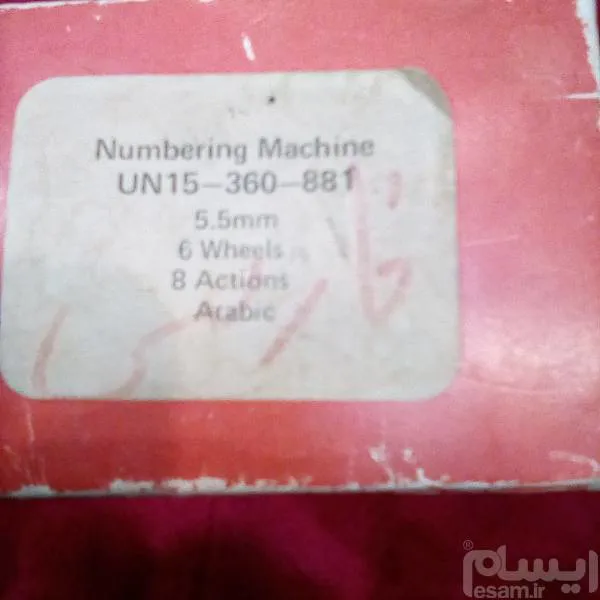 Numbering Machine
UN15-360-881
5.5mm
6 Wheels
8 Actions
Arabic
ایسام®
esam.ir